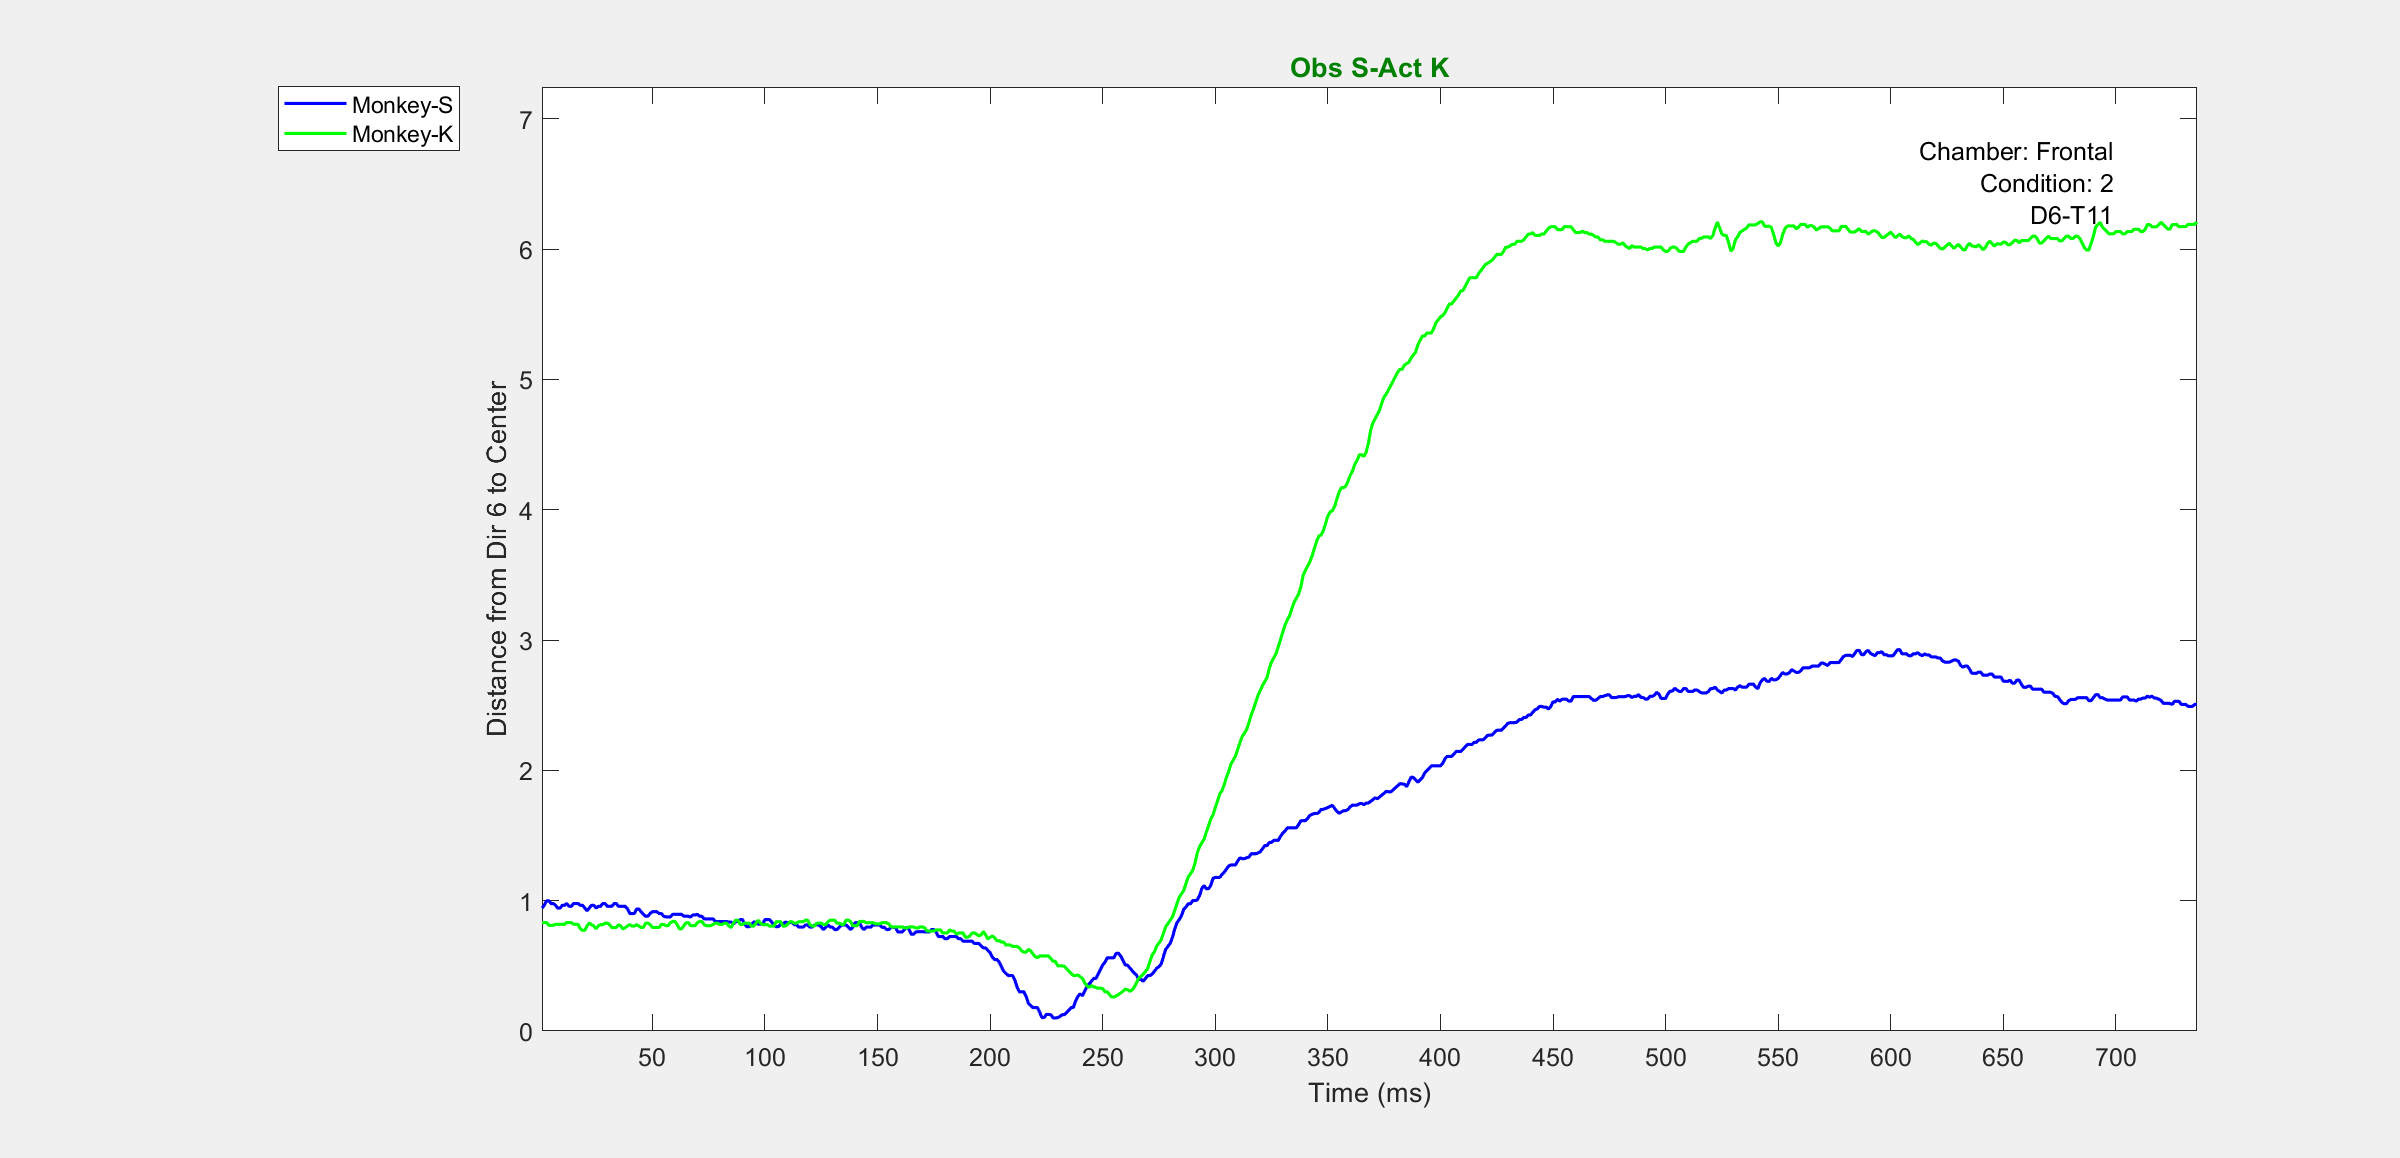 Obs S-Act K
Monkey-S
Monkey-K
Chamber: Frontal
Condition: 2
D6-T11
Distance from Dir 6 to Center
7
6
5
4
3
2
1
0
50 100 150 200 250 300 350 400 450 500 550 600 650 700
Time (ms)